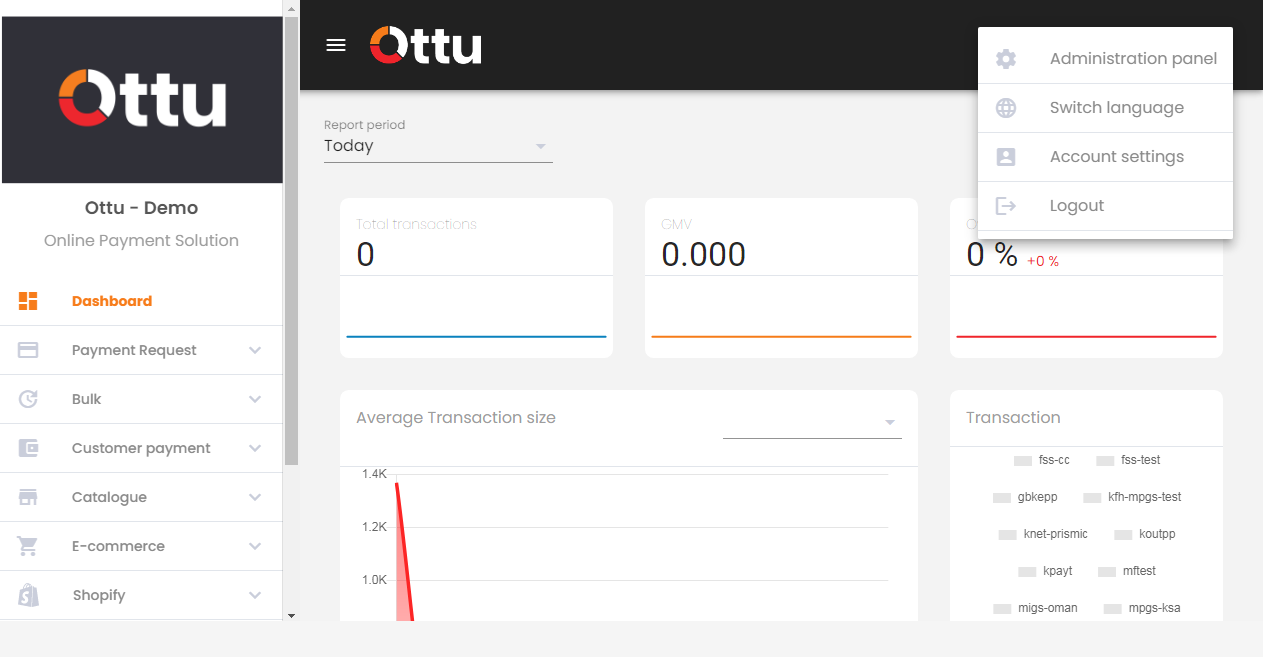 Ottu
Ottu - Demo
Online Payment Solution
Dashboard
Payment Request
Bulk
Customer payment
Catalogue
E-commerce
Shopify
Ottu
Administration panel
Switch language
Account settings
Logout
Report period
Today
Total transactions
0
GMV
0.000
0 % +0 %
Average Transaction size
1.4K
1.2K
1.0K
Transaction
fss-cc fss-test
gbkepp kfh-mpgs-test
knet-prismic koutpp
kpayt mftest
migs-oman mpgs-ksa